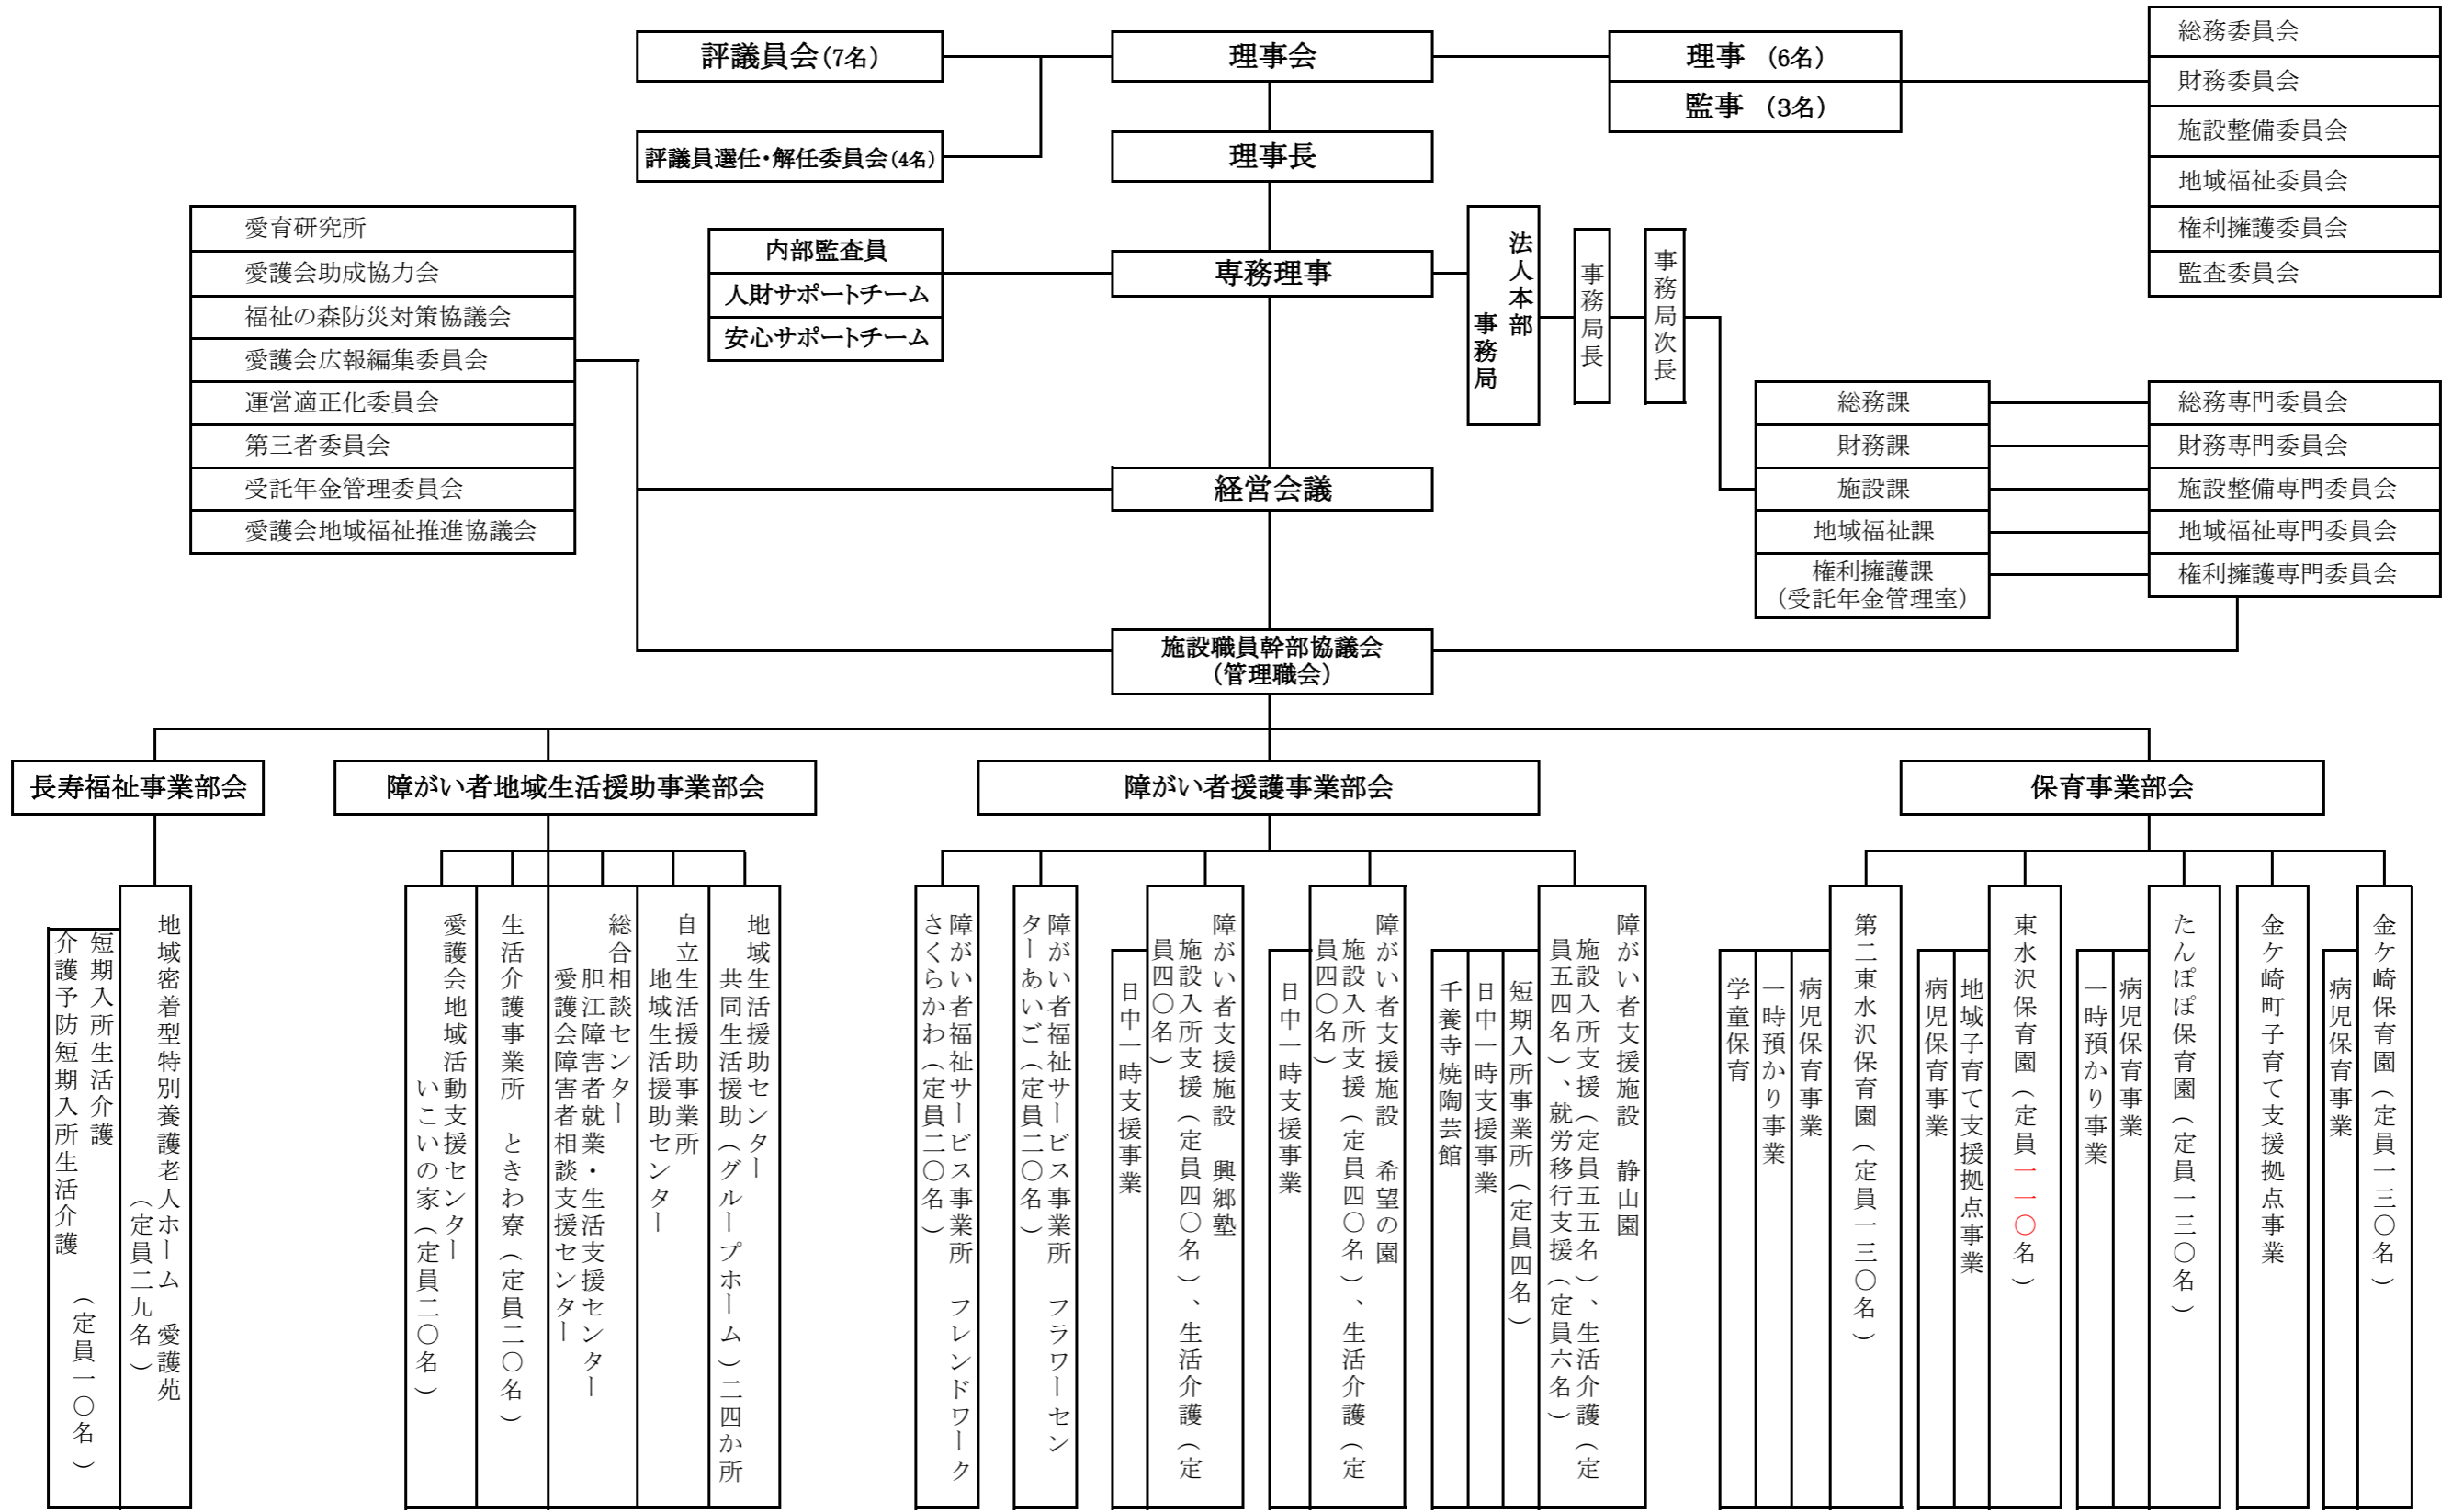 評議員会(7名)
理事会
理事 (6名)
監事 (3名)
総務委員会
財務委員会
施設整備委員会
地域福祉委員会
権利擁護委員会
監査委員会
評議員選任・解任委員会(4名)
理事長
愛育研究所
愛護会助成協力会
福祉の森防災対策協議会
愛護会広報編集委員会
運営適正化委員会
第三者委員会
受託年金管理委員会
愛護会地域福祉推進協議会
内部監査員
人財サポートチーム
安心サポートチーム
専務理事
法人本部
事務局
事務局長
事務局次長
総務課
財務課
施設課
地域福祉課
権利擁護課
(受託年金管理室)
総務専門委員会
財務専門委員会
施設整備専門委員会
地域福祉専門委員会
権利擁護専門委員会
経営会議
施設職員幹部協議会
(管理職会)
長寿福祉事業部会
障がい者地域生活援助事業部会
障がい者援護事業部会
保育事業部会
地域密着型特別養護老人ホーム 愛護苑
(定員二九名)
短期入所生活介護
介護予防短期入所生活介護
(定員一〇名)
地域生活援助センター
共同生活援助(グループホーム)二四か所
自立生活援助事業所
地域生活援助センター
総合相談センター
胆江障害者就業・生活支援センター
愛護会障害者相談支援センター
生活介護事業所 ときわ寮(定員二〇名)
愛護会地域活動支援センター
いこいの家(定員二〇名)
障がい者支援施設 静山園
施設入所支援(定員五五名)、生活介護(定
員五四名)、就労移行支援(定員六名)
短期入所事業所(定員四名)
日中一時支援事業
千養寺焼陶芸館
障がい者支援施設 希望の園
施設入所支援(定員四〇名)、生活介護(定
員四〇名)
日中一時支援事業
障がい者支援施設 興郷塾
施設入所支援(定員四〇名)、生活介護(定
員四〇名)
日中一時支援事業
障がい者福祉サービス事業所 フラワーセン
ターあいご(定員二〇名)
障がい者福祉サービス事業所 フレンドワーク
さくらかわ(定員二〇名)
金ケ崎保育園(定員一三〇名)
病児保育事業
金ケ崎町子育て支援拠点事業
たんぽぽ保育園(定員一三〇名)
病児保育事業
一時預かり事業
東水沢保育園(定員一一〇名)
地域子育て支援拠点事業
病児保育事業
第二東水沢保育園(定員一三〇名)
病児保育事業
一時預かり事業
学童保育